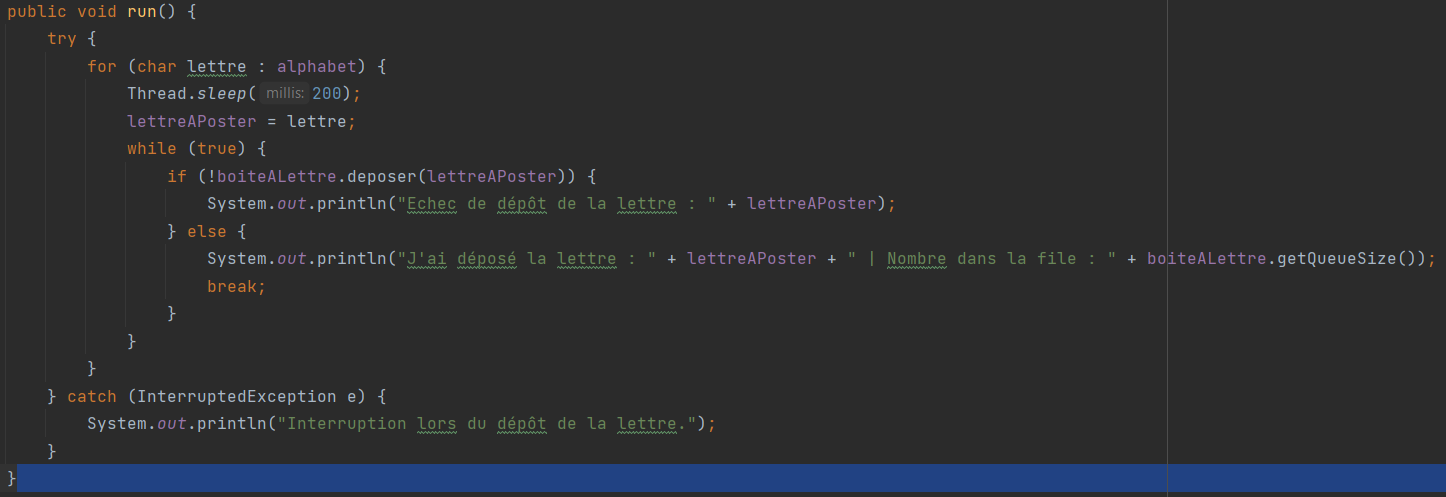 public void run() {
    try {
        for (char lettre : alphabet) {
            Thread.sleep( millis: 200);
            lettreAPoster = lettre;
            while (true) {
                if (!boiteALettre.deposer(lettreAPoster)) {
                    System.out.println("Echec de dépôt de la lettre : " + lettreAPoster);
                } else {
                    System.out.println("J'ai déposé la lettre : " + lettreAPoster + " | Nombre dans la file : " + boiteALettre.getQueueSize());
                    break;
                }
            }
        }
    } catch (InterruptedException e) {
        System.out.println("Interruption lors du dépôt de la lettre.");
    }
}